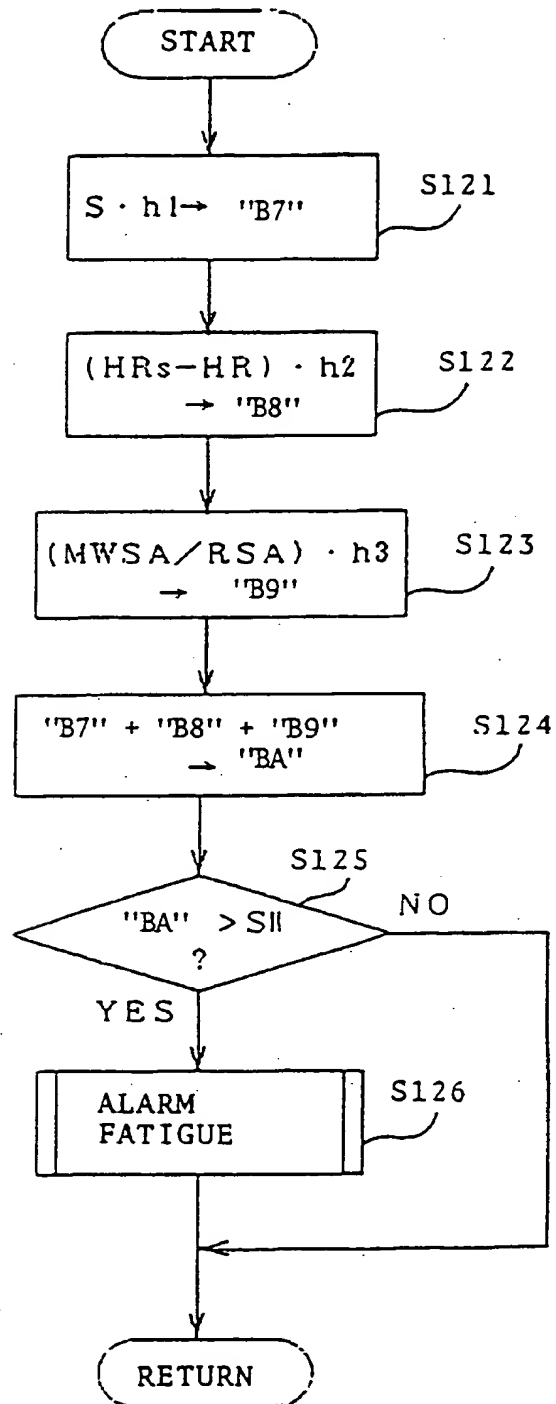 START
S · h1→ "B7"
S121
(HRs-HR) · h2
→ "B8"
S122
(MWSA/RSA) · h3
→ "B9"
S123
"B7" + "B8" + "B9"
→ "BA"
S124
S125
"BA" > S11
?
NO
YES
ALARM
FATIGUE
S126
RETURN